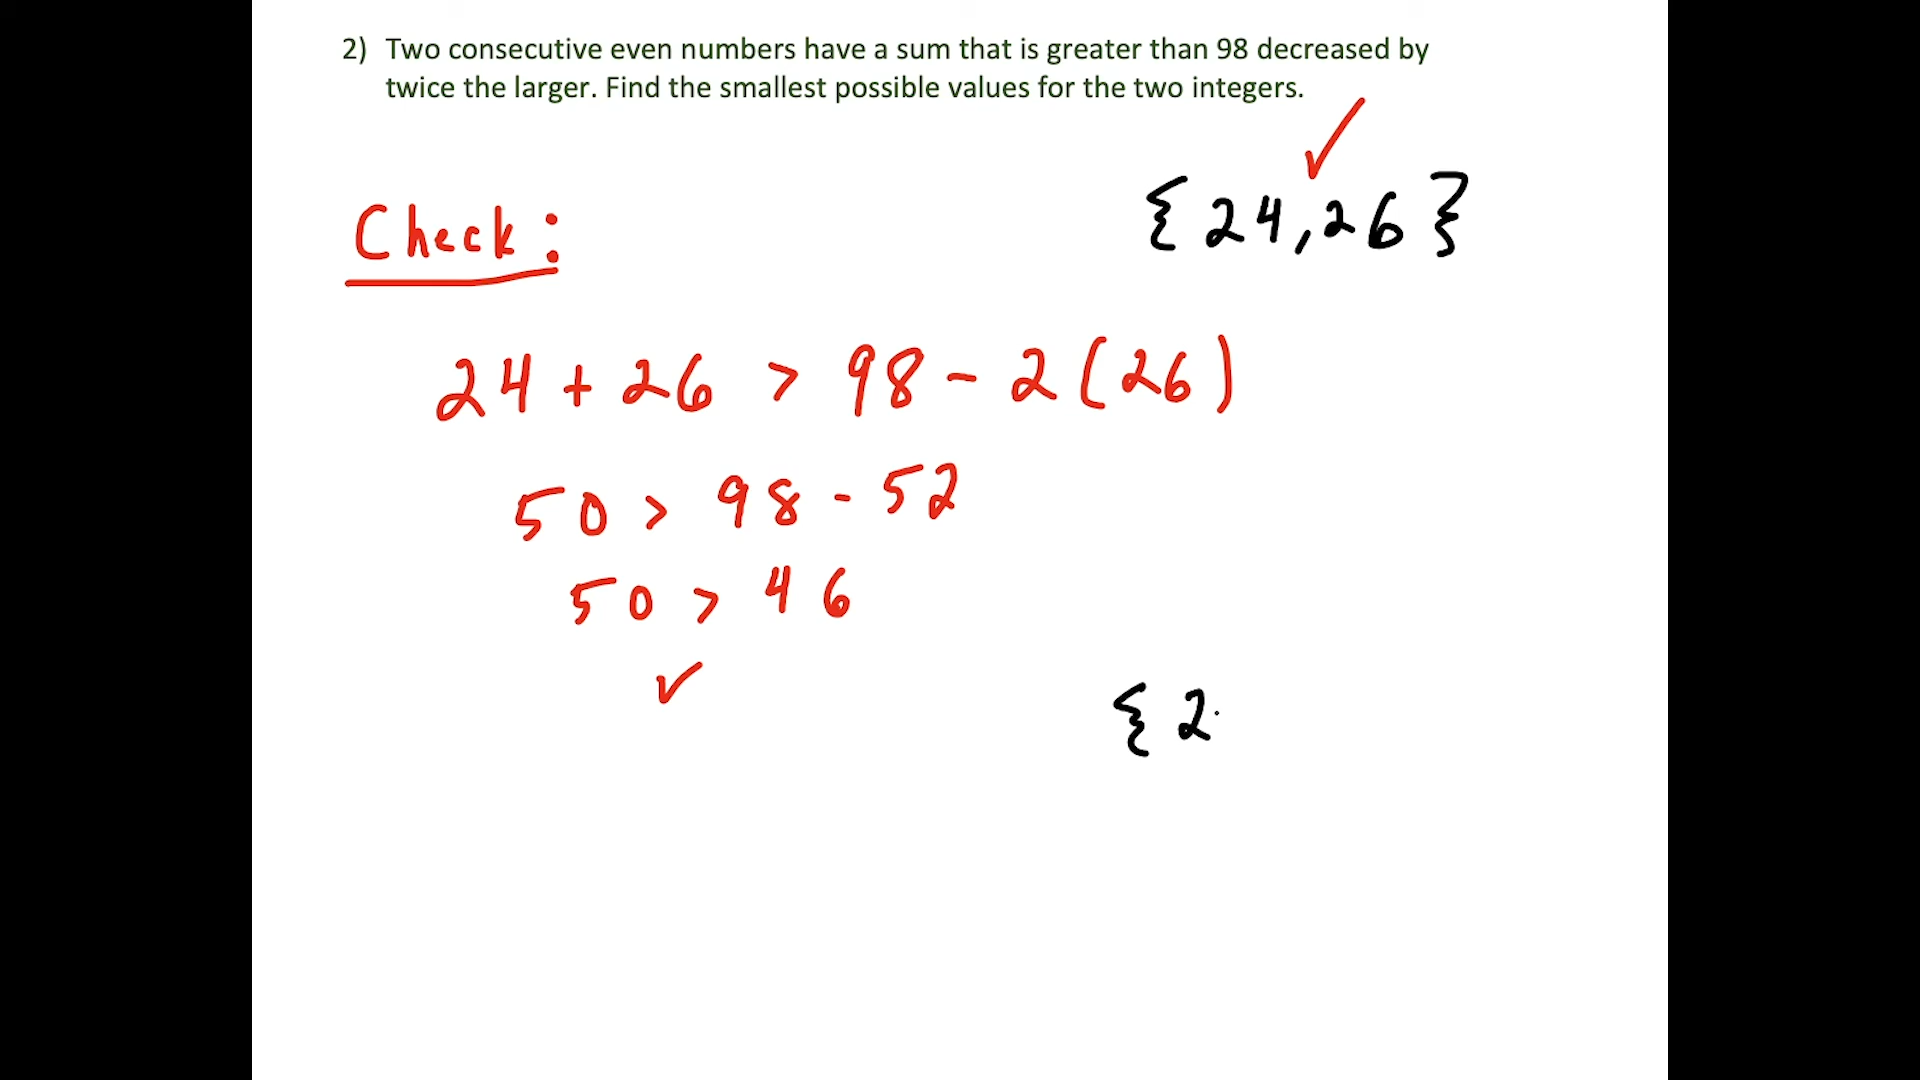 2) Two consecutive even numbers have a sum that is greater than 98 decreased by
twice the larger. Find the smallest possible values for the two integers.
{24,26}
Check:
24 + 26 > 98 - 2(26)
50 > 98 - 52
50 > 46
{2